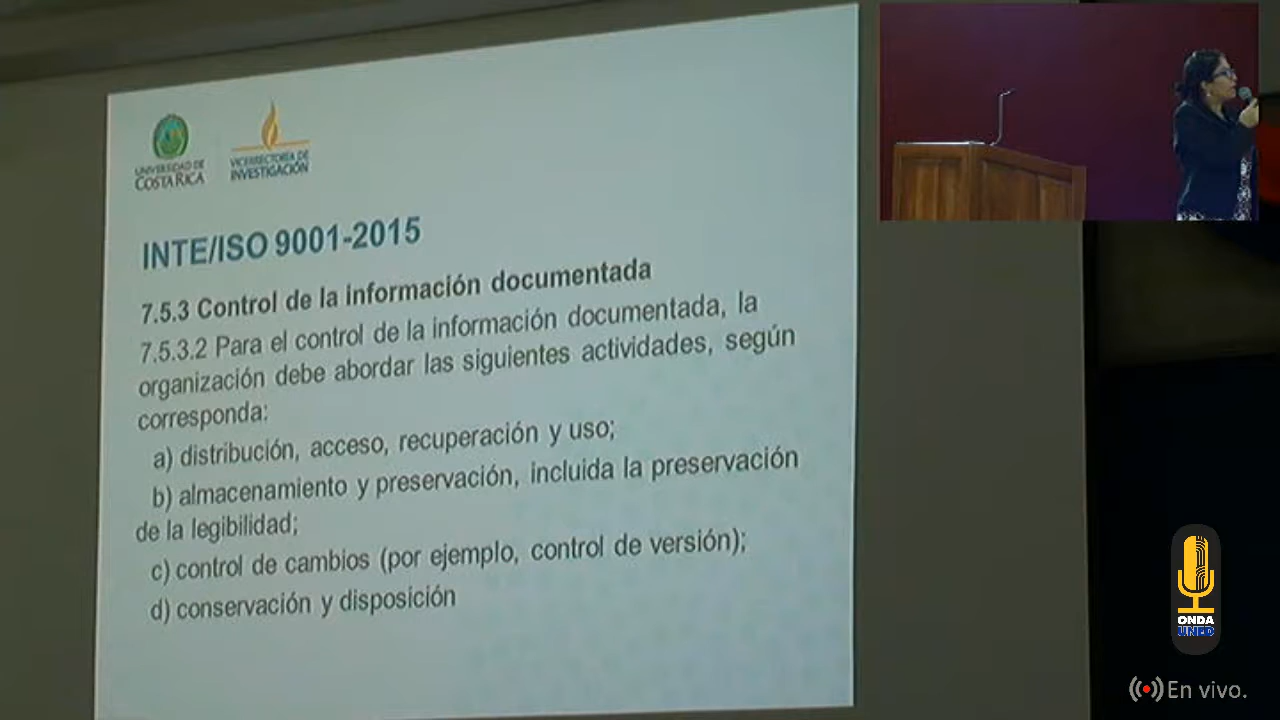 UNIVERSIDAD DE
COSTA RICA
VICERRECTORÍA DE
INVESTIGACIÓN
INTE/ISO 9001-2015
7.5.3 Control de la información documentada
7.5.3.2 Para el control de la información documentada, la
organización debe abordar las siguientes actividades, según
corresponda:
a) distribución, acceso, recuperación y uso;
b) almacenamiento y preservación, incluida la preservación
de la legibilidad;
c) control de cambios (por ejemplo, control de versión);
d) conservación y disposición
ONDA
UNED
En vivo.